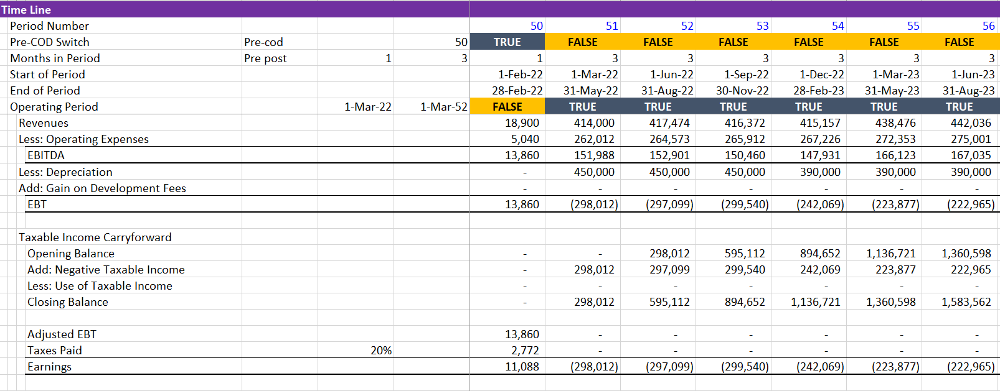 Time Line
Period Number 50 51 52 53 54 55 56
Pre-COD Switch Pre-cod 50 TRUE FALSE FALSE FALSE FALSE FALSE FALSE
Months in Period Pre post 1 3 1 3 3 3 3 3 3
Start of Period 1-Feb-22 1-Mar-22 1-Jun-22 1-Sep-22 1-Dec-22 1-Mar-23 1-Jun-23
End of Period 28-Feb-22 31-May-22 31-Aug-22 30-Nov-22 28-Feb-23 31-May-23 31-Aug-23
Operating Period 1-Mar-22 1-Mar-52 FALSE TRUE TRUE TRUE TRUE TRUE TRUE
Revenues 18,900 414,000 417,474 416,372 415,157 438,476 442,036
Less: Operating Expenses 5,040 262,012 264,573 265,912 267,226 272,353 275,001
EBITDA 13,860 151,988 152,901 150,460 147,931 166,123 167,035
Less: Depreciation - 450,000 450,000 450,000 390,000 390,000 390,000
Add: Gain on Development Fees - - - - - - -
EBT 13,860 (298,012) (297,099) (299,540) (242,069) (223,877) (222,965)
Taxable Income Carryforward
Opening Balance - - 298,012 595,112 894,652 1,136,721 1,360,598
Add: Negative Taxable Income - 298,012 297,099 299,540 242,069 223,877 222,965
Less: Use of Taxable Income - - - - - - -
Closing Balance - 298,012 595,112 894,652 1,136,721 1,360,598 1,583,562
Adjusted EBT 13,860 - - - - - -
Taxes Paid 20% 2,772 - - - - - -
Earnings 11,088 (298,012) (297,099) (299,540) (242,069) (223,877) (222,965)